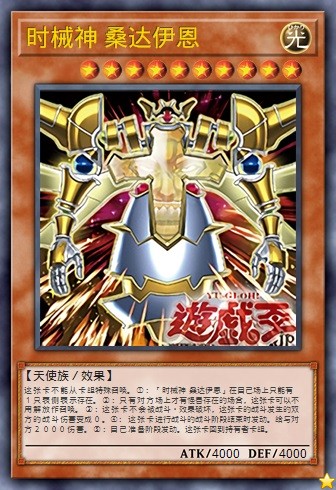 时械神 桑达伊恩
光
YU-GI-OH!
遊戯王
.JP
【天使族／效果】
这张卡不能从卡组特殊召唤。①：「时械神 桑达伊恩」在自己场上只能有
１只表侧表示存在。②：只有对方场上才有怪兽存在的场合，这张卡可以不
用解放作召唤。③：这张卡不会被战斗·效果破坏，这张卡的战斗发生的双
方的战斗伤害变成０。④：这张卡进行战斗的战斗阶段结束时发动。给与对
方２０００伤害。⑤：自己准备阶段发动。这张卡回到持有者卡组。
ATK/4000 DEF/4000